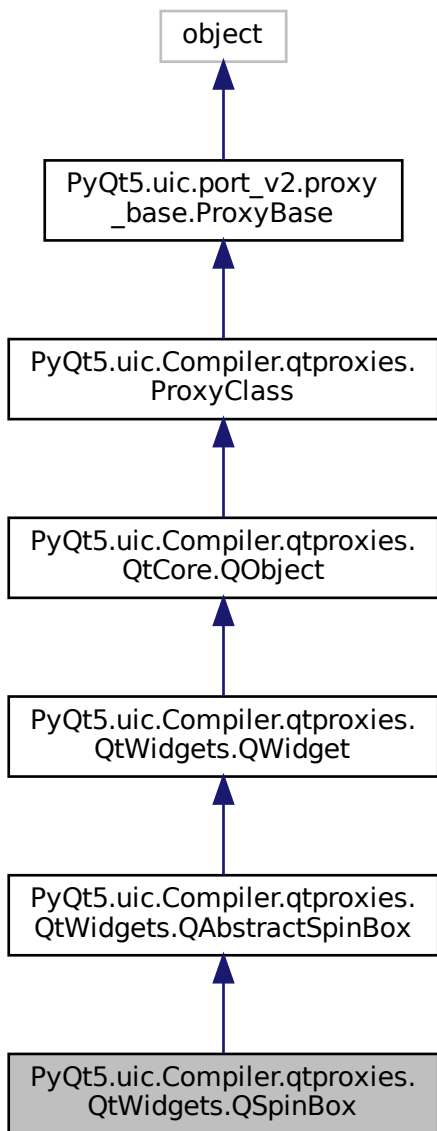 object
PyQt5.uic.port_v2.proxy
_base.ProxyBase
PyQt5.uic.Compiler.qtproxies.
ProxyClass
PyQt5.uic.Compiler.qtproxies.
QtCore.QObject
PyQt5.uic.Compiler.qtproxies.
QtWidgets.QWidget
PyQt5.uic.Compiler.qtproxies.
QtWidgets.QAbstractSpinBox
PyQt5.uic.Compiler.qtproxies.
QtWidgets.QSpinBox